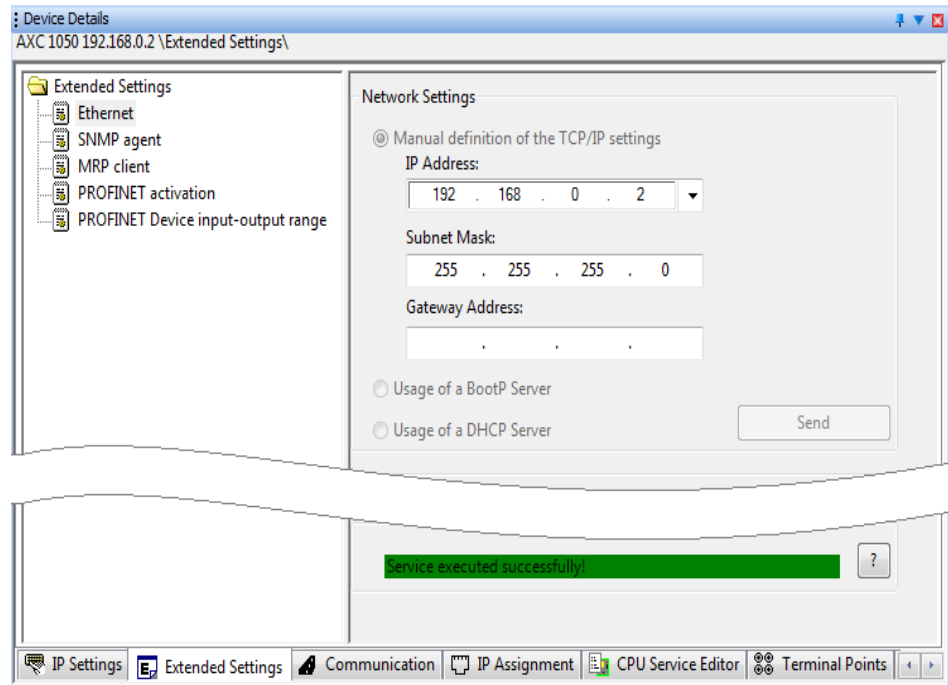 Device Details
AXC 1050 192.168.0.2 \Extended Settings\
Extended Settings
Ethernet
SNMP agent
MRP client
PROFINET activation
PROFINET Device input-output range
Network Settings
Manual definition of the TCP/IP settings
IP Address:
192 . 168 . 0 . 2
Subnet Mask:
255 . 255 . 255 . 0
Gateway Address:
. . .
Usage of a BootP Server
Usage of a DHCP Server
Send
Service executed successfully!
?
IP Settings
Extended Settings
Communication
IP Assignment
CPU Service Editor
Terminal Points